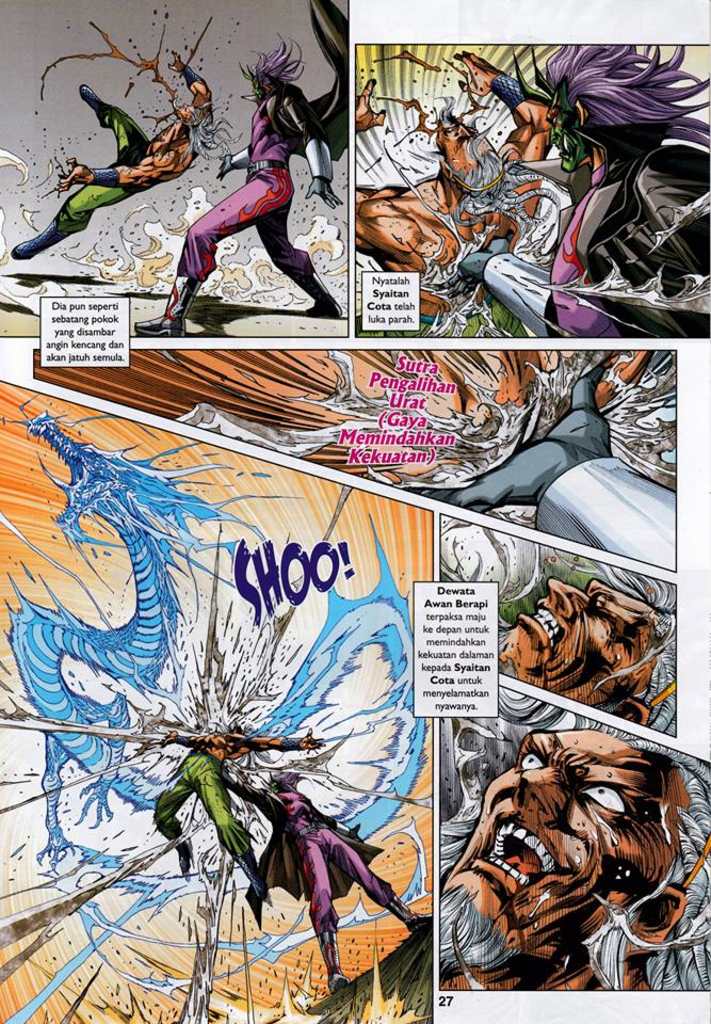 Dia pun seperti
sebatang pokok
yang disambar
angin kencang dan
akan jatuh semula.
Nyatalah
Syaitan
Cota telah
luka parah.
Sutra
Pengalihan
Urat
(Gaya
Memindahkan
Kekuatan)
SHOO!
Dewata
Awan Berapi
terpaksa maju
ke depan untuk
memindahkan
kekuatan dalaman
kepada Syaitan
Cota untuk
menyelamatkan
nyawanya.
27